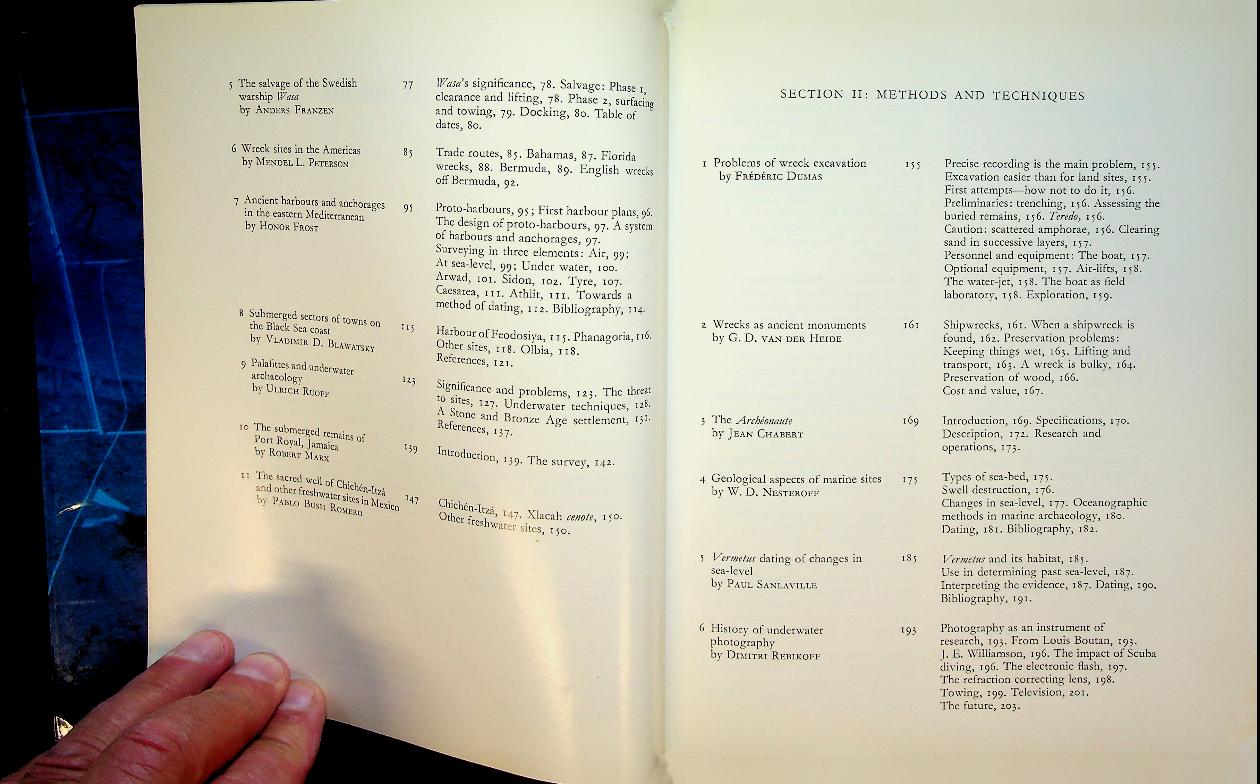 5 The salvage of the Swedish
warship Wasa
by ANDERS FRANZEN
77
Wasa's significance, 78. Salvage: Phase 1,
clearance and lifting, 78. Phase 2, surfacing
and towing, 79. Docking, 80. Table of
dates, 80.
6 Wreck sites in the Americas
by MENDEL L. PETERSON
85
Trade routes, 85. Bahamas, 87. Florida
wrecks, 88. Bermuda, 89. English wrecks
off Bermuda, 92.
7 Ancient harbours and anchorages
in the eastern Mediterranean
by HONOR FROST
95
Proto-harbours, 95; First harbour plans, 96.
The design of proto-harbours, 97. A system
of harbours and anchorages, 97.
Surveying in three elements: Air, 99;
At sea-level, 99; Under water, 100.
Arwad, 101. Sidon, 102. Tyre, 107.
Caesarea, 111. Athlit, 111. Towards a
method of dating, 112. Bibliography, 114.
8 Submerged sectors of towns on
the Black Sea coast
by VLADIMIR D. BLAWATSKY
115
Harbour of Feodosiya, 115. Phanagoria, 116.
Other sites, 118. Olbia, 118.
References, 121.
9 Palafittes and underwater
archaeology
by ULRICH RUOFF
123
Significance and problems, 123. The threat
to sites, 127. Underwater techniques, 128.
A Stone and Bronze Age settlement, 131.
References, 137.
10 The submerged remains of
Port Royal, Jamaica
by ROBERT MARX
139
Introduction, 139. The survey, 142.
11 The sacred well of Chichén-Itzá
and other freshwater sites in Mexico
by PABLO BUSH ROMERO
147
Chichén-Itzá, 147. Xlacah cenote, 150.
Other freshwater sites, 150.
SECTION II: METHODS AND TECHNIQUES
1 Problems of wreck excavation
by FRÉDÉRIC DUMAS
155
Precise recording is the main problem, 155.
Excavation easier than for land sites, 155.
First attempts—how not to do it, 156.
Preliminaries: trenching, 156. Assessing the
buried remains, 156. Teredo, 156.
Caution: scattered amphorae, 156. Clearing
sand in successive layers, 157.
Personnel and equipment: The boat, 157.
Optional equipment, 157. Air-lifts, 158.
The water-jet, 158. The boat as field
laboratory, 158. Exploration, 159.
2 Wrecks as ancient monuments
by G. D. VAN DER HEIDE
161
Shipwrecks, 161. When a shipwreck is
found, 162. Preservation problems:
Keeping things wet, 163. Lifting and
transport, 163. A wreck is bulky, 164.
Preservation of wood, 166.
Cost and value, 167.
3 The Archéonaute
by JEAN CHABERT
169
Introduction, 169. Specifications, 170.
Description, 172. Research and
operations, 173.
4 Geological aspects of marine sites
by W. D. NESTEROFF
175
Types of sea-bed, 175.
Swell destruction, 176.
Changes in sea-level, 177. Oceanographic
methods in marine archaeology, 180.
Dating, 181. Bibliography, 182.
5 Vermetus dating of changes in
sea-level
by PAUL SANLAVILLE
185
Vermetus and its habitat, 185.
Use in determining past sea-level, 187.
Interpreting the evidence, 187. Dating, 190.
Bibliography, 191.
6 History of underwater
photography
by DIMITRI REBIKOFF
193
Photography as an instrument of
research, 193. From Louis Boutan, 193.
J. E. Williamson, 196. The impact of Scuba
diving, 196. The electronic flash, 197.
The refraction correcting lens, 198.
Towing, 199. Television, 201.
The future, 203.